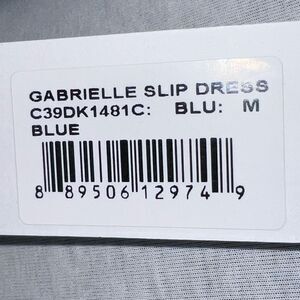 GABRIELLE SLIP DRESS
C39DK1481C: BLU: M
BLUE
8 89506 12974 9